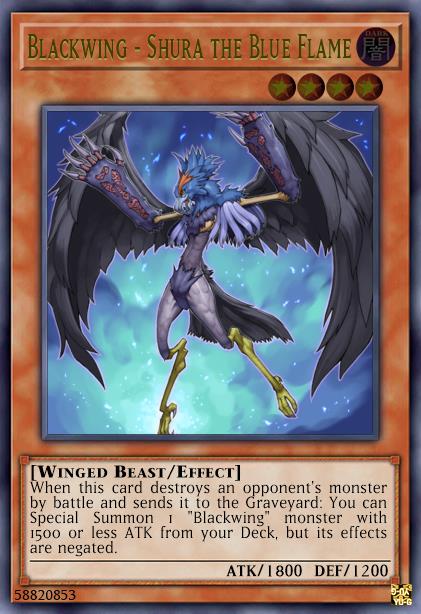 Blackwing - Shura the Blue Flame
DARK
闇
[Winged Beast/Effect]
When this card destroys an opponent's monster
by battle and sends it to the Graveyard: You can
Special Summon 1 "Blackwing" monster with
1500 or less ATK from your Deck, but its effects
are negated.
ATK/1800 DEF/1200
58820853